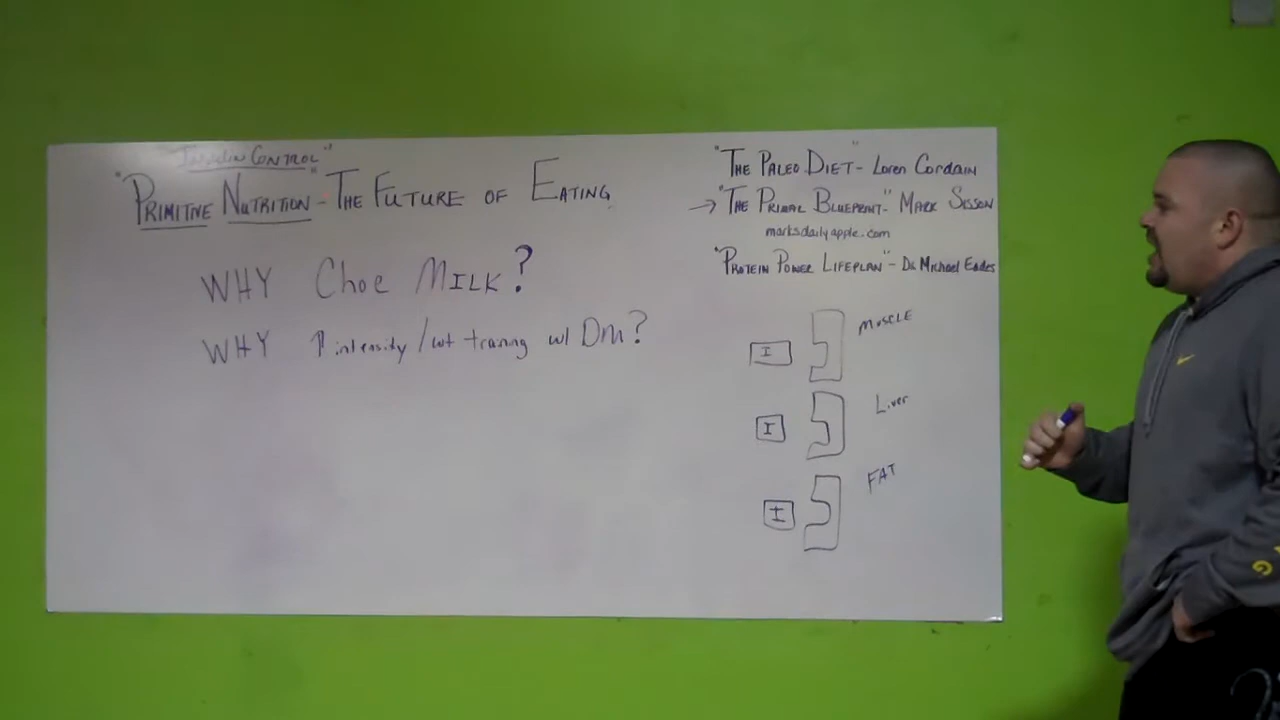 "Insulin Control"
"Primitive Nutrition" - The Future of Eating
WHY Choc Milk?
WHY ↑ intensity/wt training w/ Dm?
"The Paleo Diet" - Loren Cordain
→ "The Primal Blueprint" - Mark Sisson
marksdailyapple.com
"Protein Power Lifeplan" - Dr. Michael Eades
I
Muscle
I
Liver
I
FAT
G